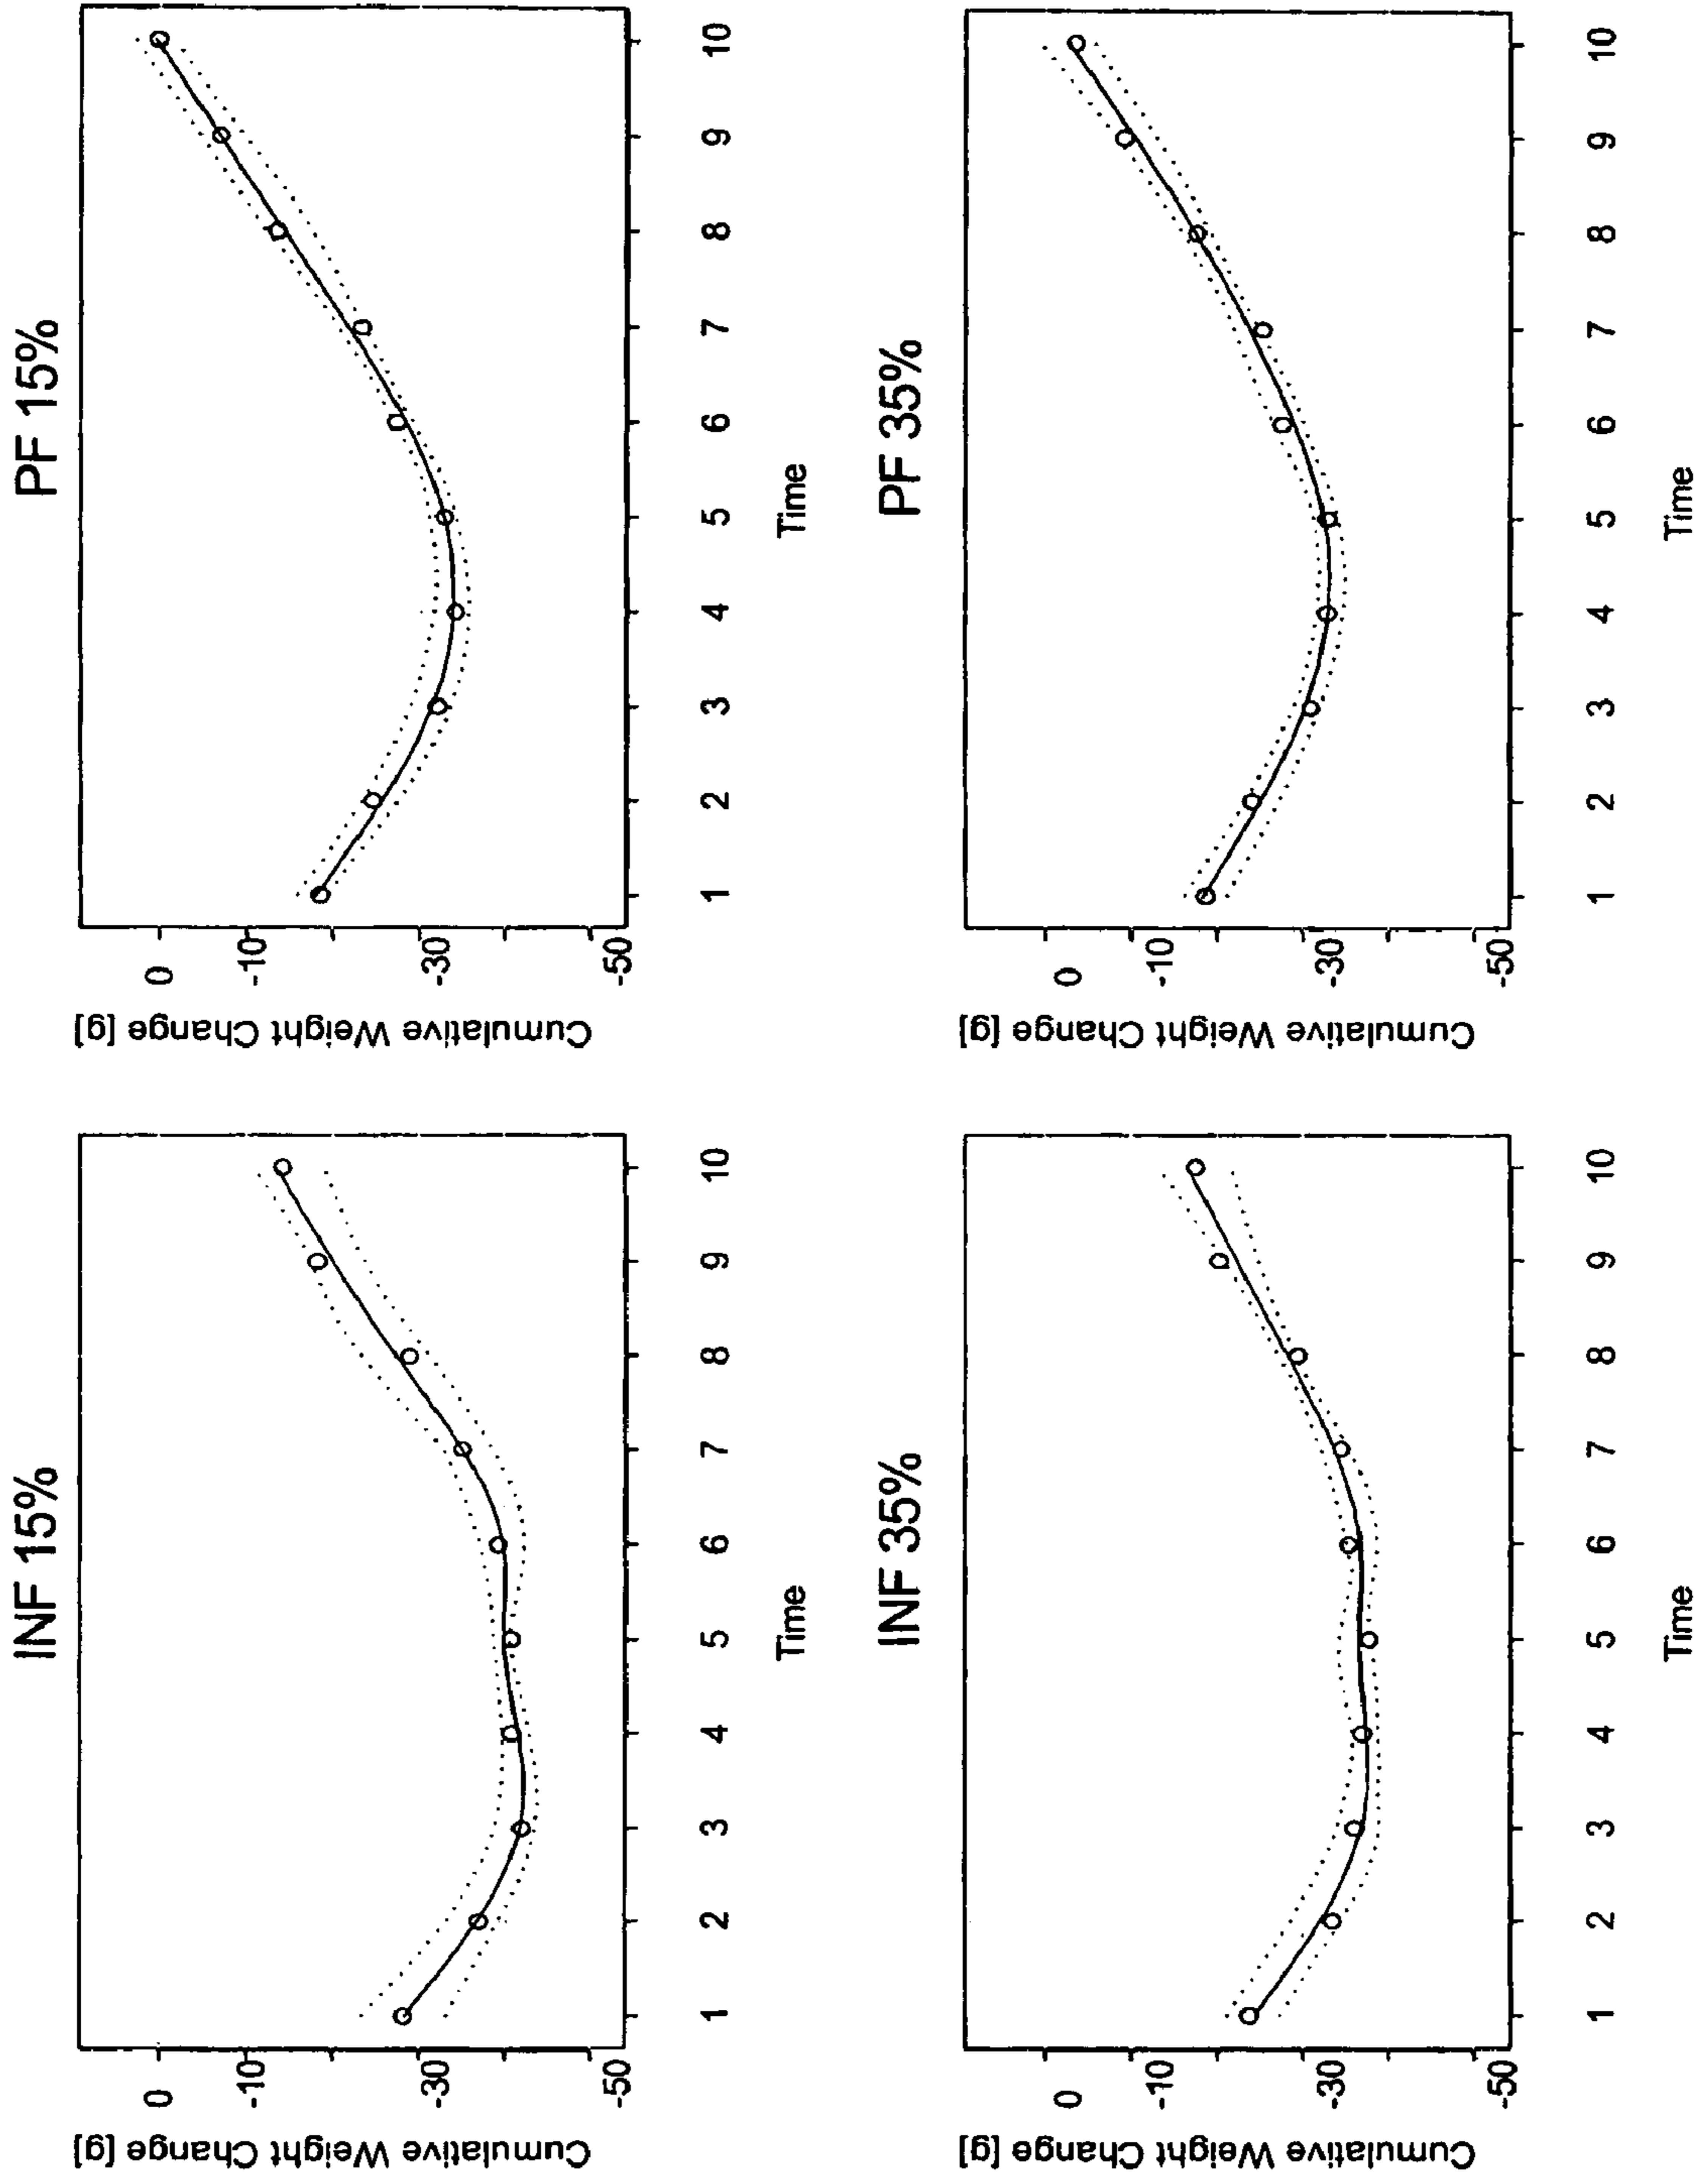 INF 15%
Cumulative Weight Change [g]
0
-10
-30
-50
1 2 3 4 5 6 7 8 9 10
Time
PF 15%
Cumulative Weight Change [g]
0
-10
-30
-50
1 2 3 4 5 6 7 8 9 10
Time
INF 35%
Cumulative Weight Change [g]
0
-10
-30
-50
1 2 3 4 5 6 7 8 9 10
Time
PF 35%
Cumulative Weight Change [g]
0
-10
-30
-50
1 2 3 4 5 6 7 8 9 10
Time